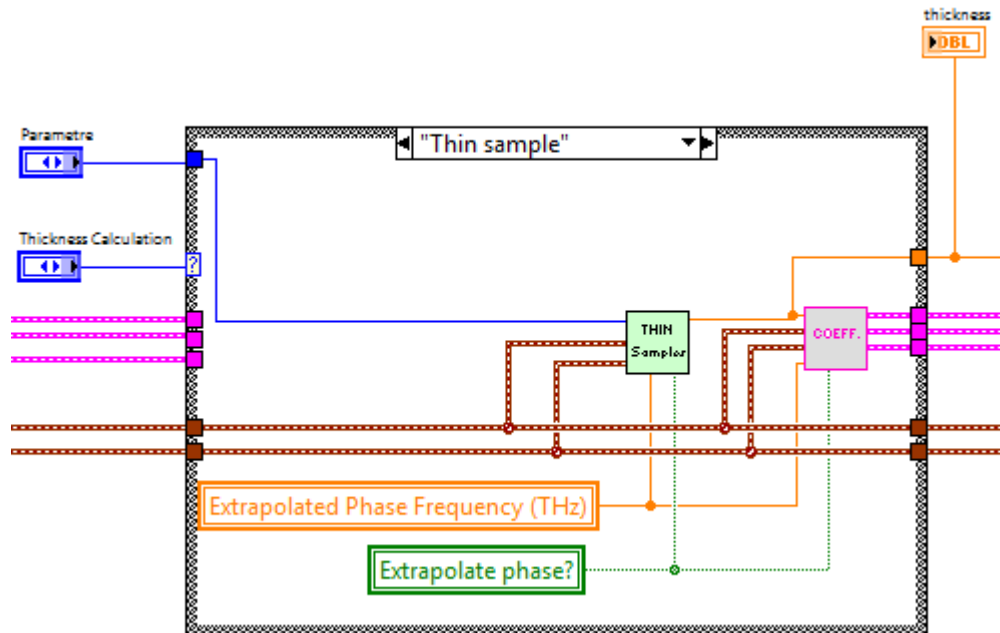 thickness
DBL
Parametre
"Thin sample"
Thickness Calculation
?
THIN
Sampler
COEFF.
Extrapolated Phase Frequency (THz)
Extrapolate phase?